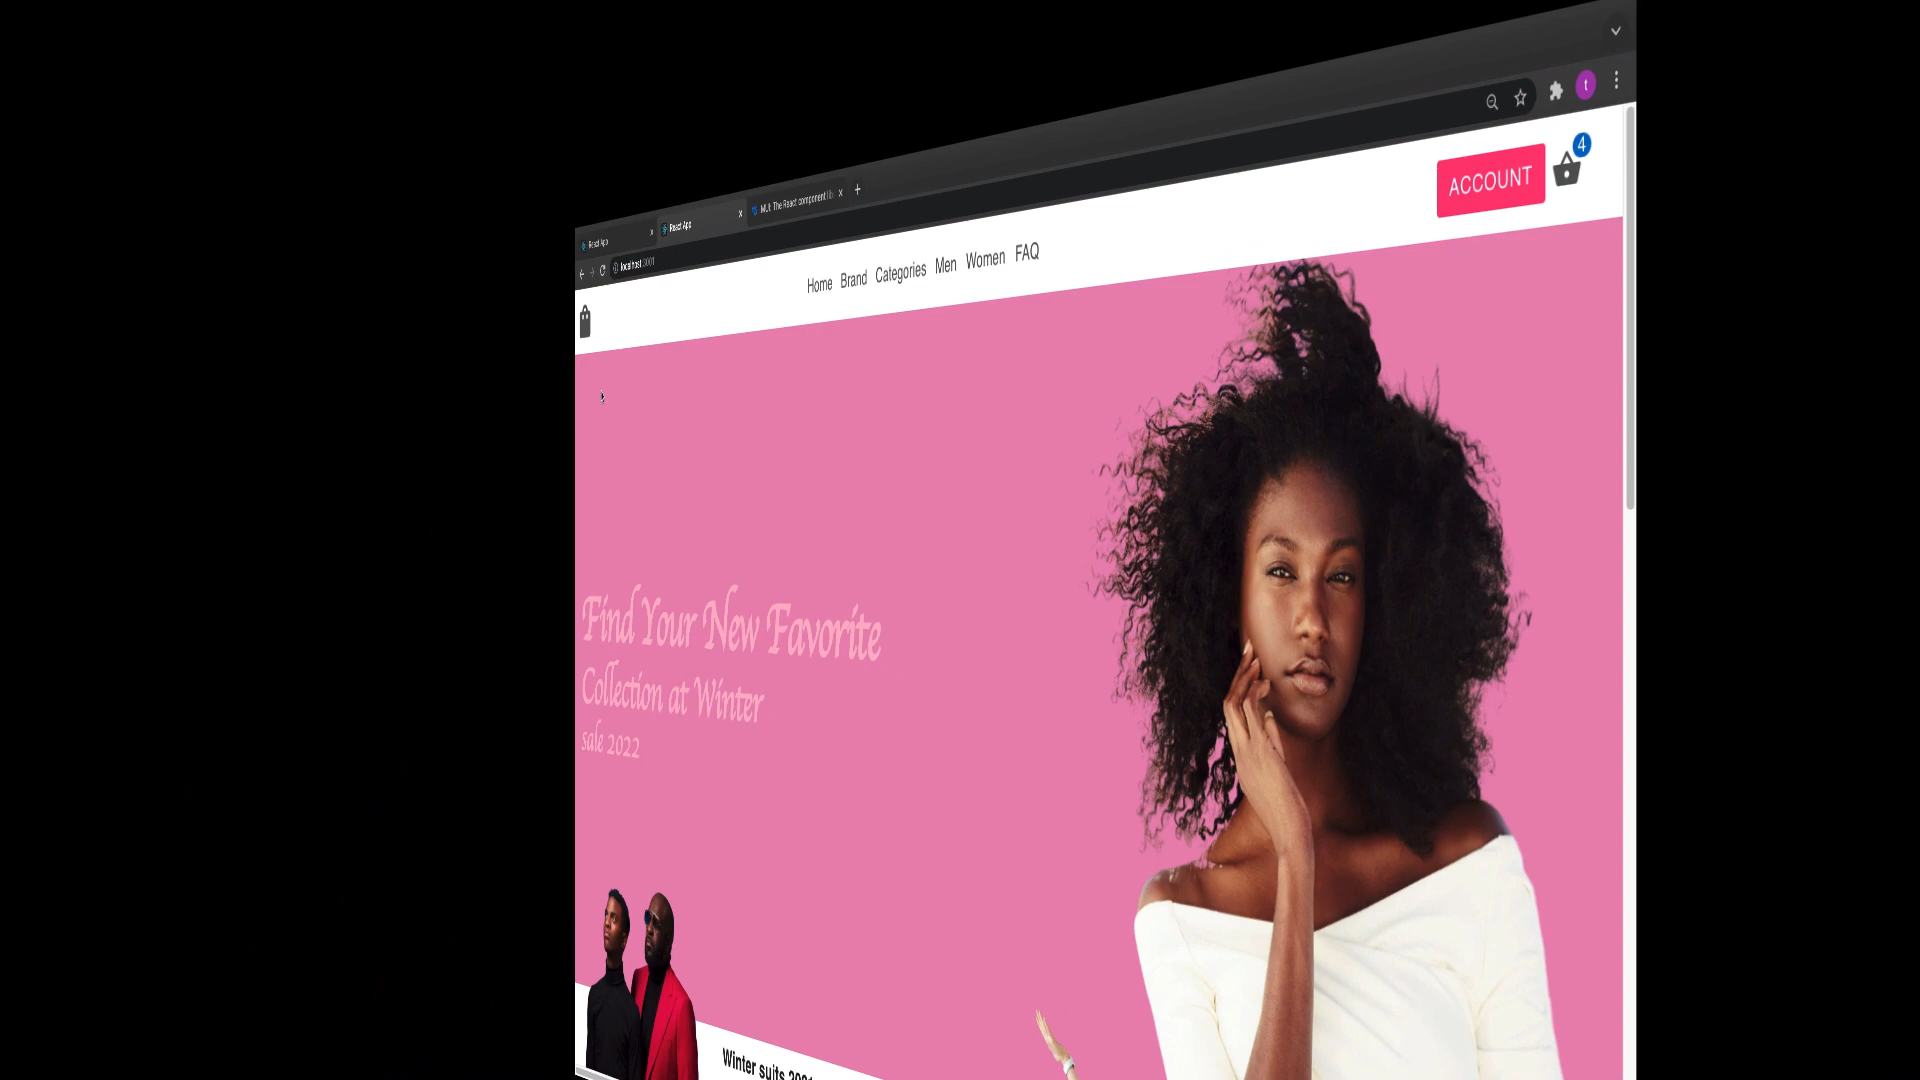 React App
React App
MUI: The React component lib
localhost:3001
t
Home Brand Categories Men Women FAQ
ACCOUNT
4
Find Your New Favorite
Collection at Winter
sale 2022
Winter suits